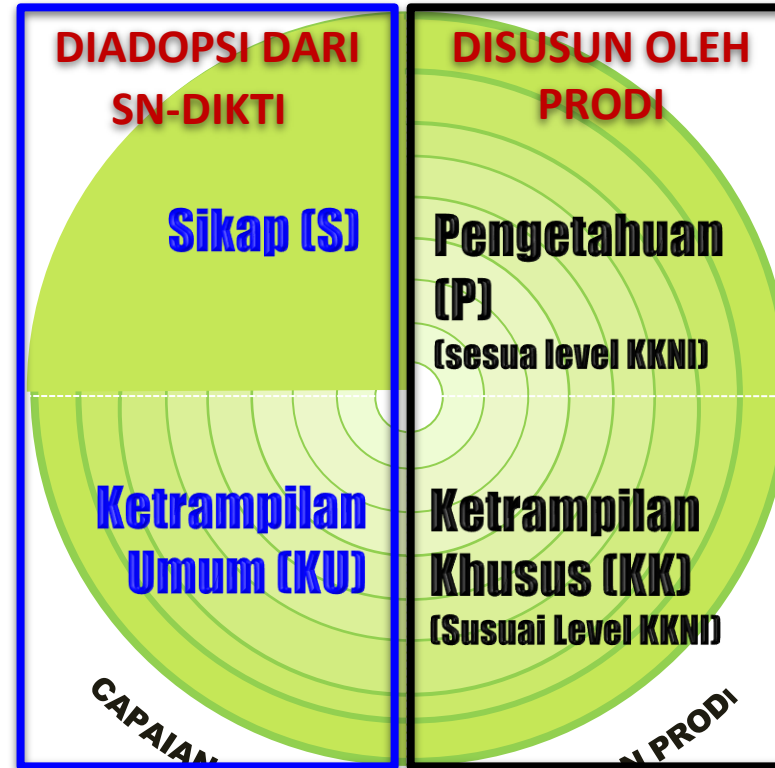 DIADOPSI DARI
SN-DIKTI
Sikap (S)
Ketrampilan
Umum (KU)
DISUSUN OLEH
PRODI
Pengetahuan
(P)
(sesua level KKNI)
Ketrampilan
Khusus (KK)
(Susuai Level KKNI)
CAPAIAN
N PRODI